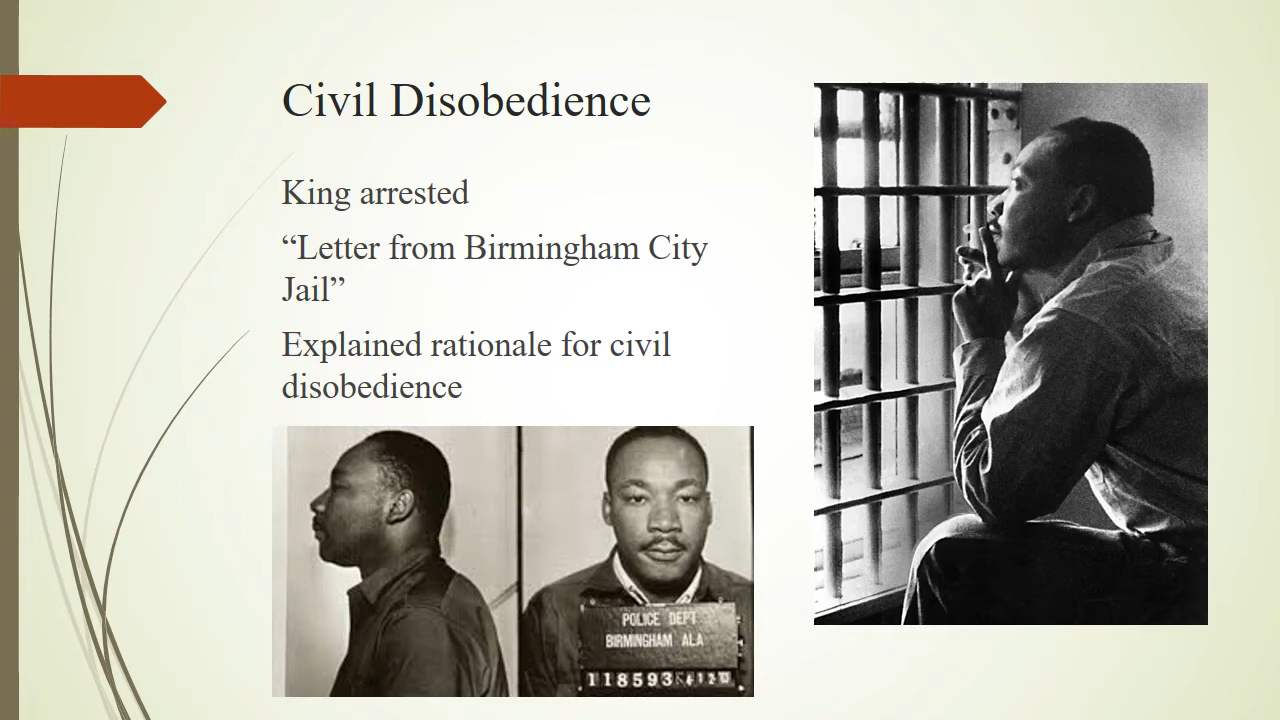 Civil Disobedience
King arrested
“Letter from Birmingham City
Jail”
Explained rationale for civil
disobedience
POLICE DEPT
BIRMINGHAM ALA
118593